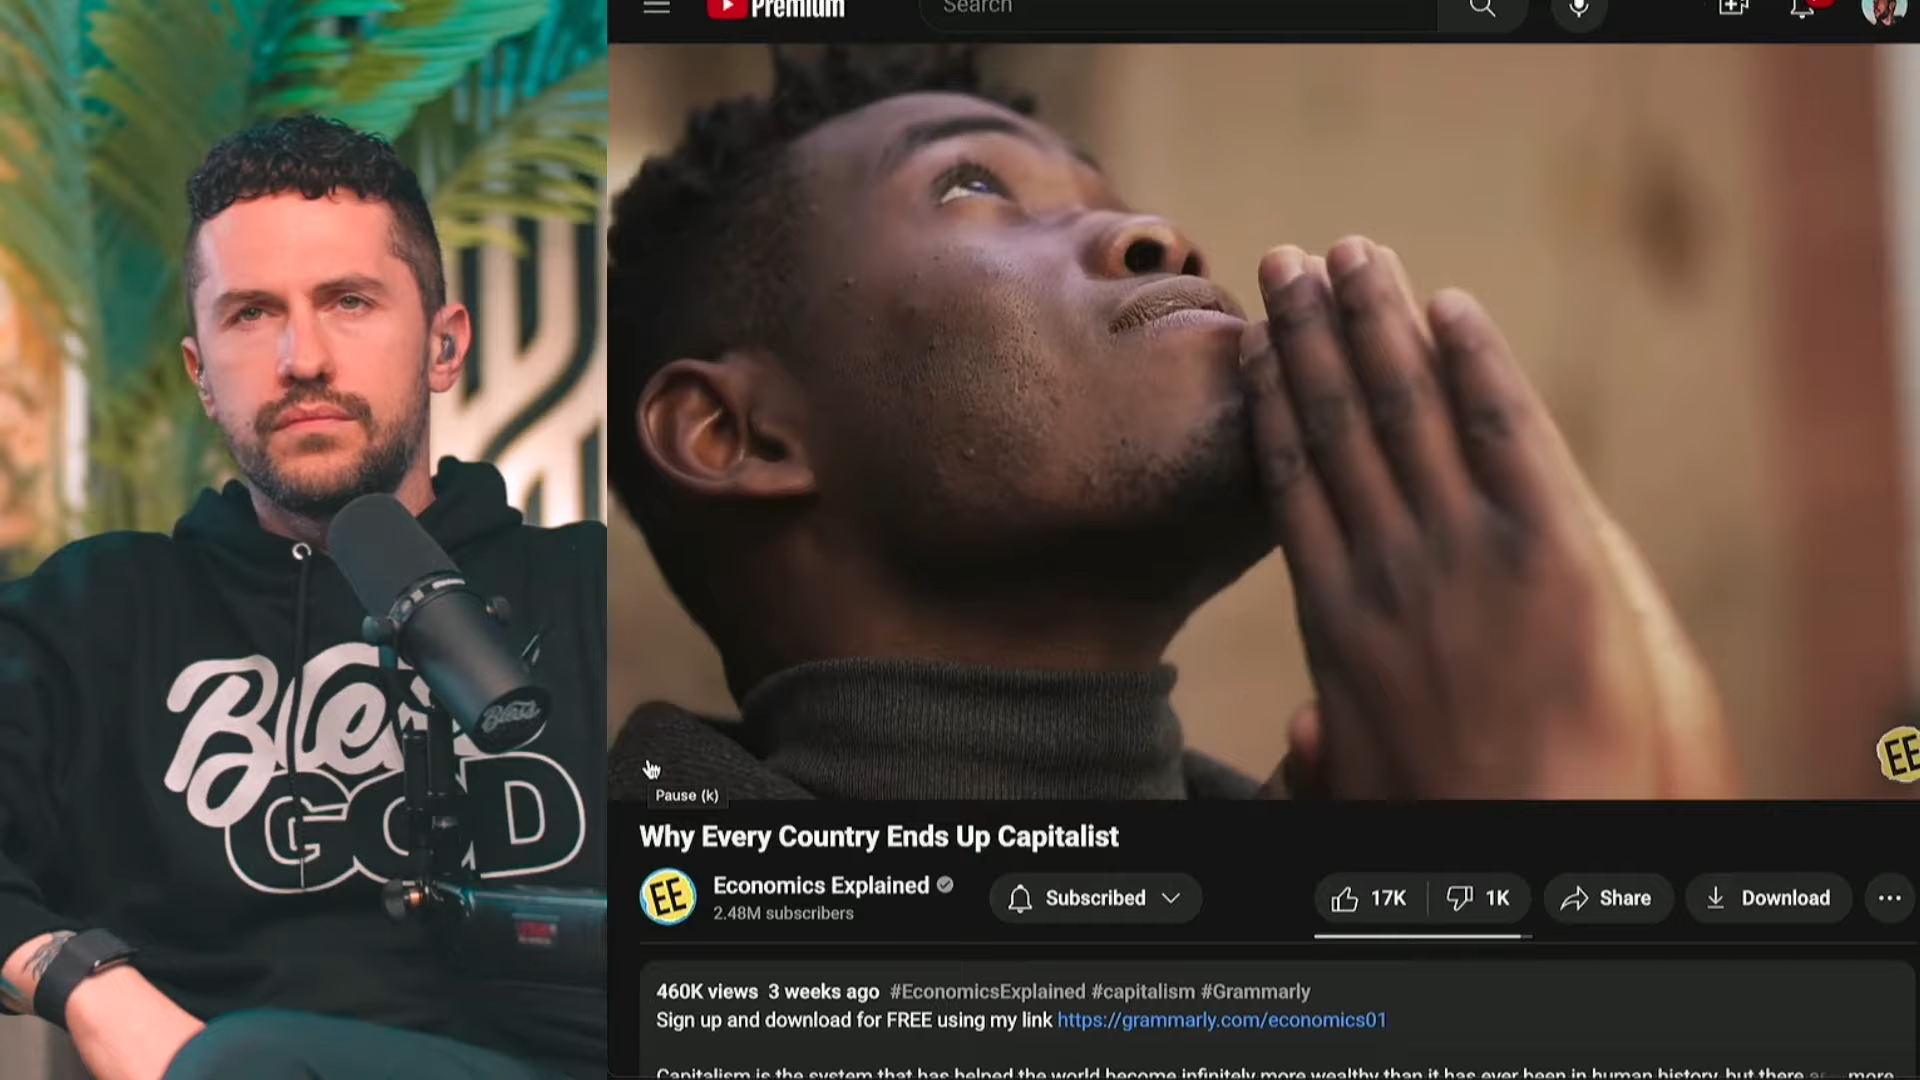 Premium
Search
Bless
GOD
Bless
EE
Pause (k)
Why Every Country Ends Up Capitalist
EE
Economics Explained
2.48M subscribers
Subscribed
17K
1K
Share
Download
460K views 3 weeks ago #EconomicsExplained #capitalism #Grammarly
Sign up and download for FREE using my link https://grammarly.com/economics01
Capitalism is the system that has helped the world become infinitely more wealthy than it has ever been in human history, but there ...more